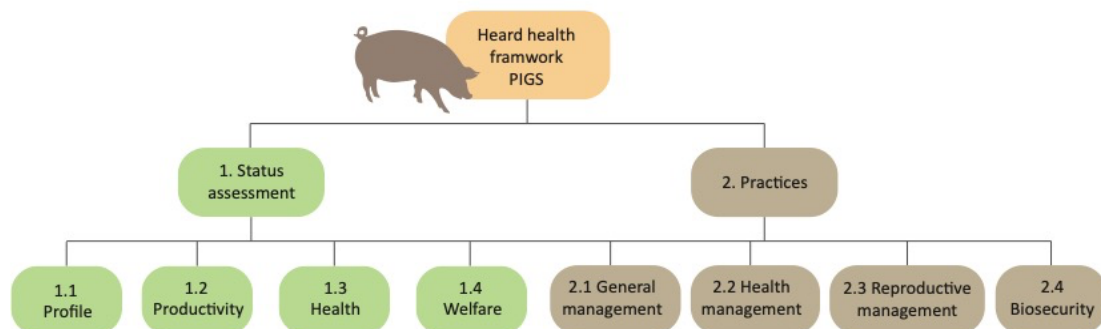 Heard health
framwork
PIGS
1. Status
assessment
2. Practices
1.1
Profile
1.2
Productivity
1.3
Health
1.4
Welfare
2.1 General
management
2.2 Health
management
2.3 Reproductive
management
2.4
Biosecurity